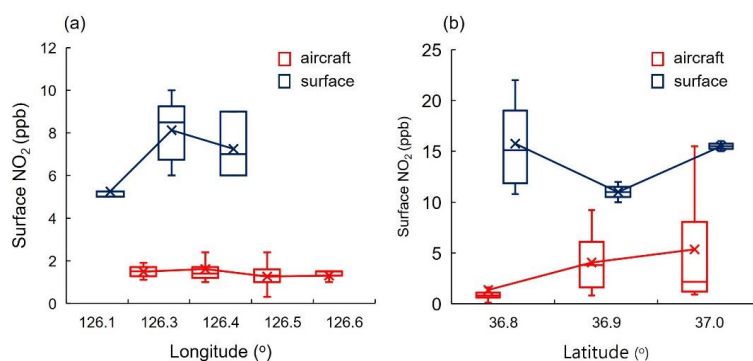 (a)
aircraft
surface
Surface NO₂ (ppb)
12
10
8
6
4
2
0
126.1 126.3 126.4 126.5 126.6
Longitude (o)
(b)
aircraft
surface
Surface NO₂ (ppb)
25
20
15
10
5
0
36.8 36.9 37.0
Latitude (o)